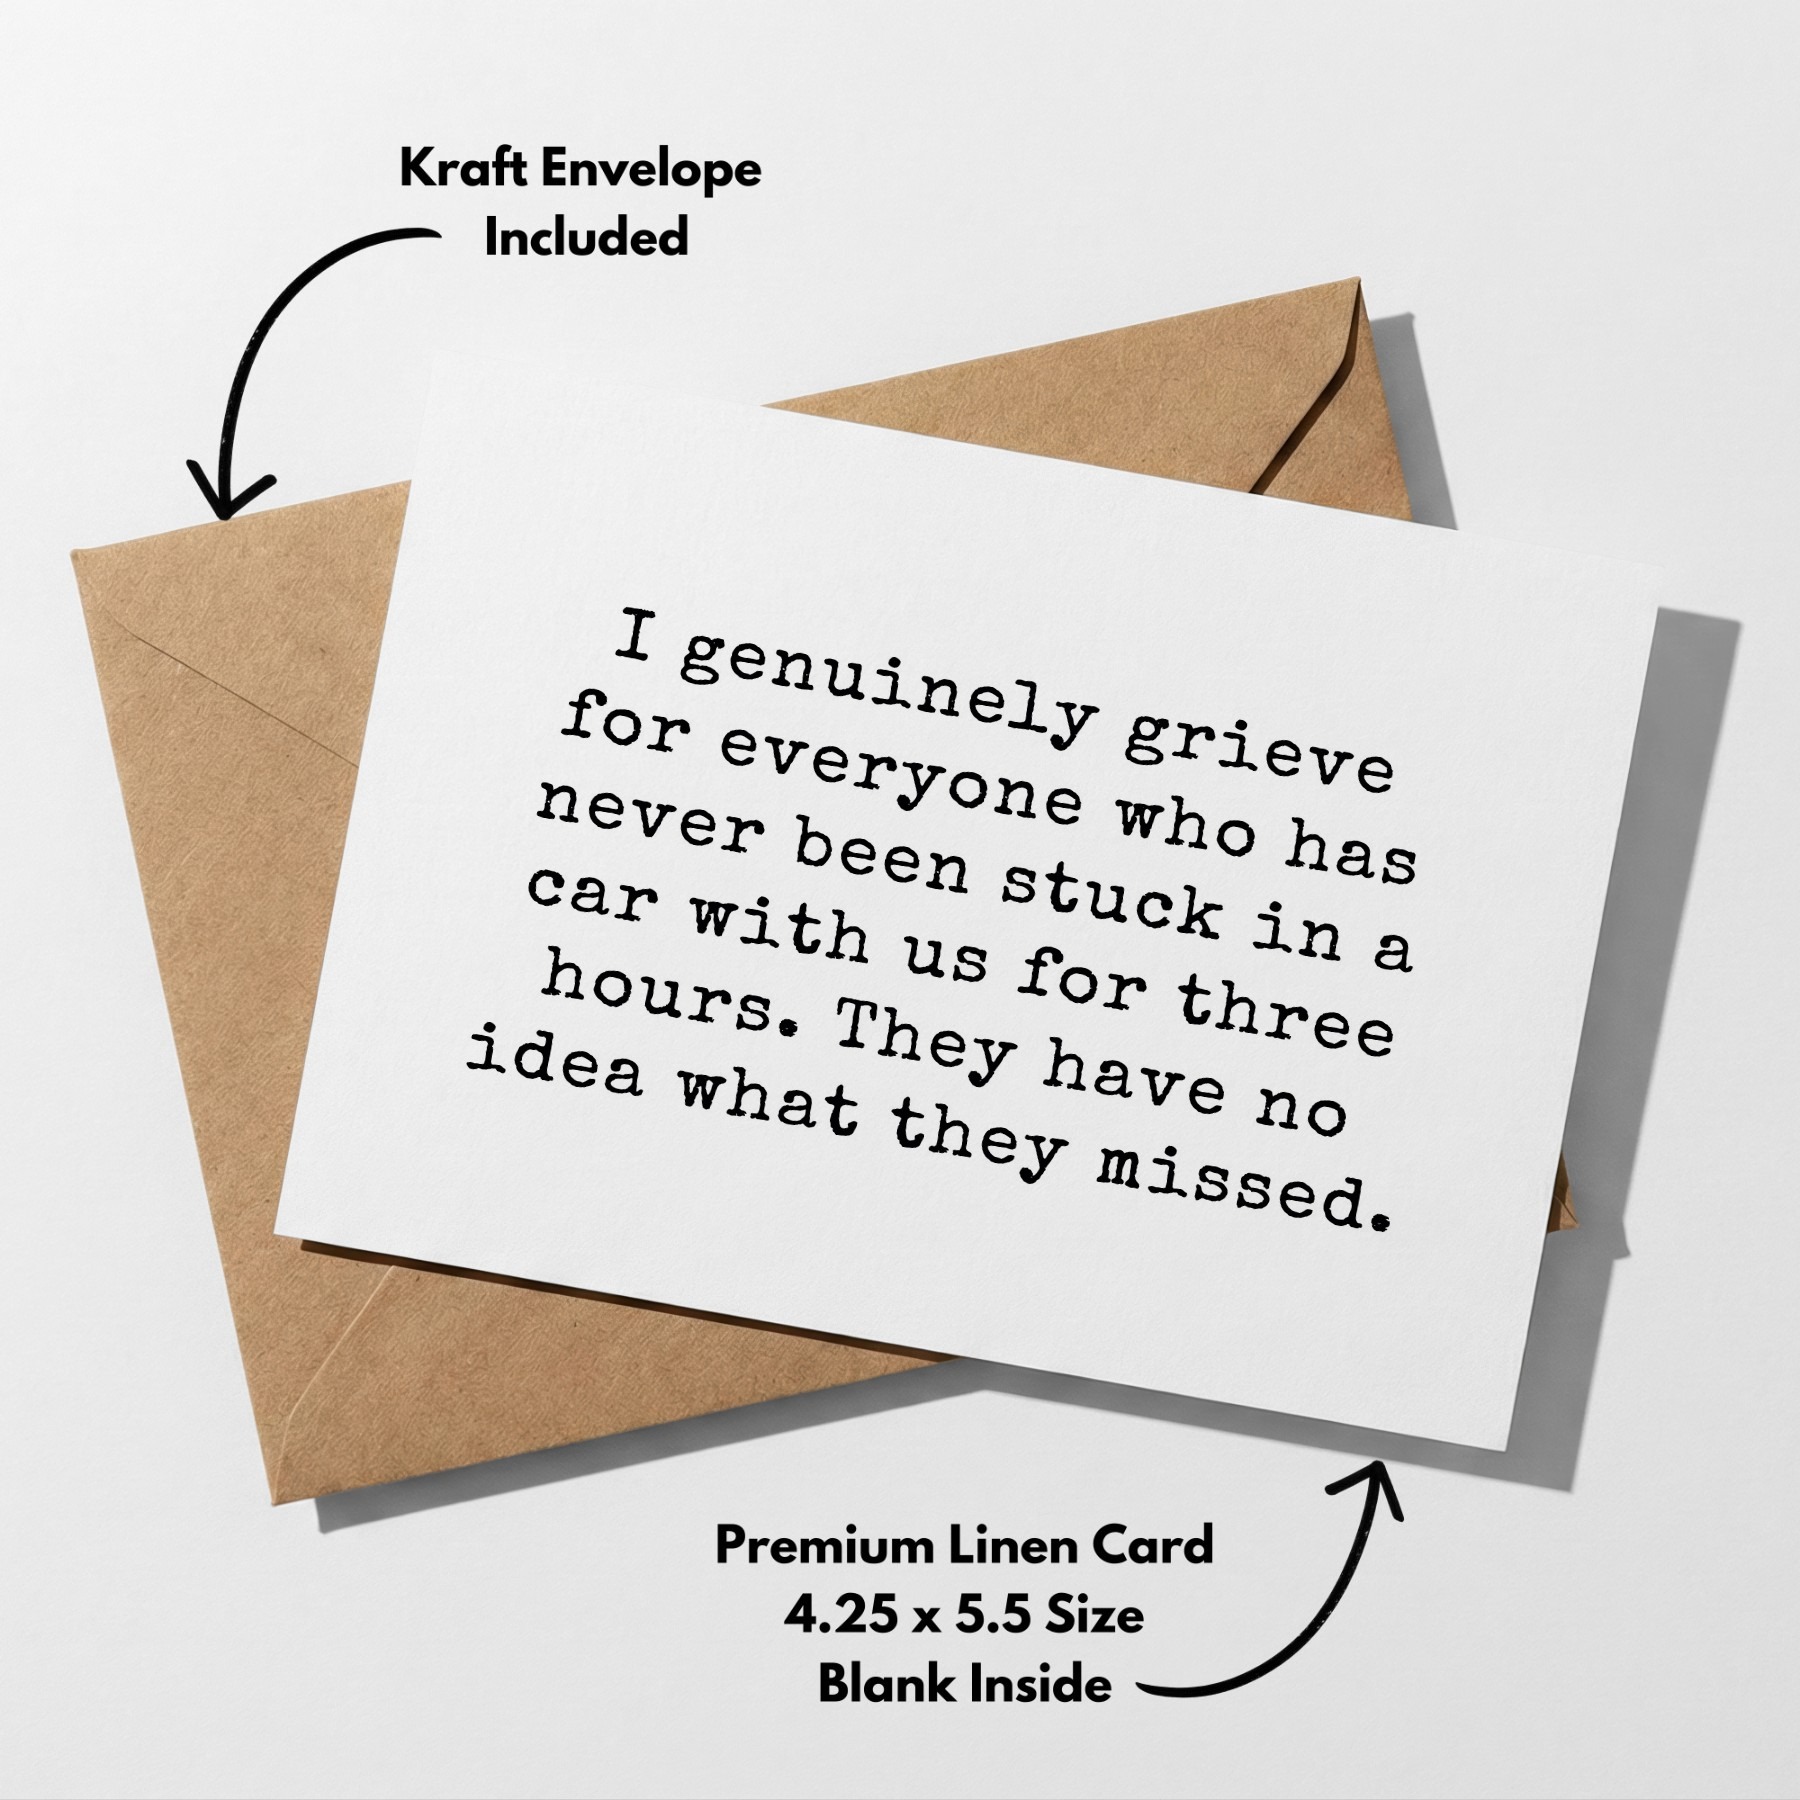 Kraft Envelope
Included
I genuinely grieve
for everyone who has
never been stuck in a
car with us for three
hours. They have no
idea what they missed.
Premium Linen Card
4.25 x 5.5 Size
Blank Inside